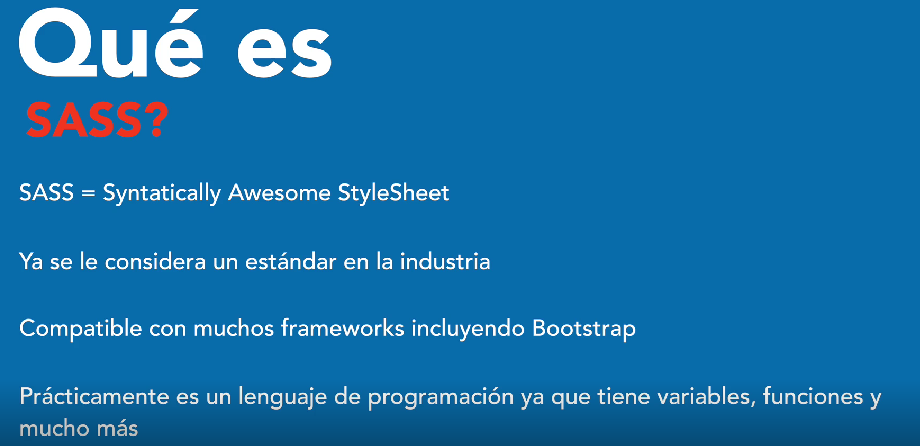 Qué es
SASS?
SASS = Syntatically Awesome StyleSheet
Ya se le considera un estándar en la industria
Compatible con muchos frameworks incluyendo Bootstrap
Prácticamente es un lenguaje de programación ya que tiene variables, funciones y
mucho más